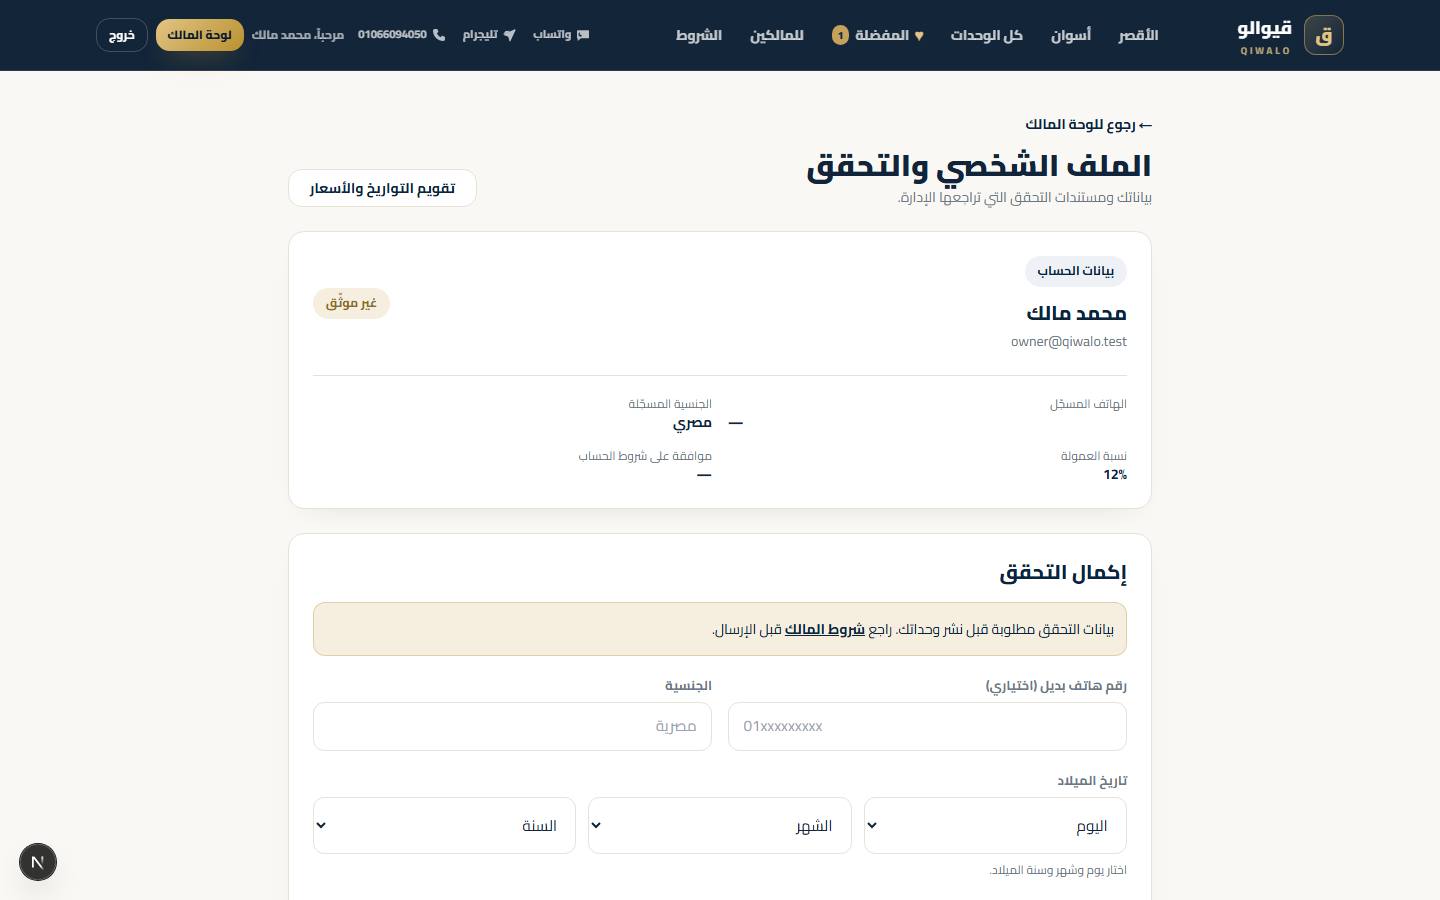 ق
قيوالو
QIWALO
الأقصر
أسوان
كل الوحدات
♥ المفضلة 1
للمالكين
الشروط
واتساب
تليجرام
01066094050
مرحباً، محمد مالك
لوحة المالك
خروج
← رجوع للوحة المالك
الملف الشخصي والتحقق
بياناتك ومستندات التحقق التي تراجعها الإدارة.
تقويم التواريخ والأسعار
بيانات الحساب
محمد مالك
owner@qiwalo.test
غير موثّق
الهاتف المسجّل
—
الجنسية المسجّلة
مصري
نسبة العمولة
12%
موافقة على شروط الحساب
—
إكمال التحقق
بيانات التحقق مطلوبة قبل نشر وحداتك. راجع شروط المالك قبل الإرسال.
رقم هاتف بديل (اختياري)
01xxxxxxxxx
الجنسية
مصرية
تاريخ الميلاد
اليوم
الشهر
السنة
اختار يوم وشهر وسنة الميلاد.
N